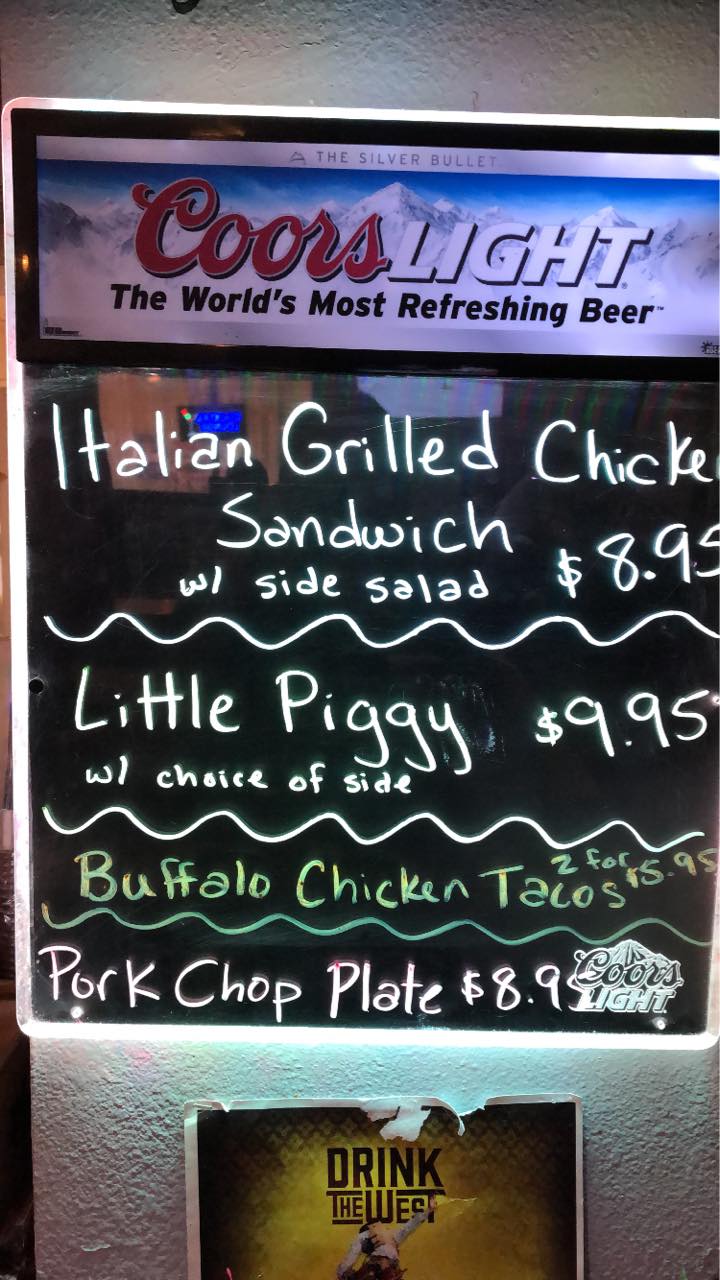 THE SILVER BULLET
Coors LIGHT
The World's Most Refreshing Beer™
Italian Grilled Chicke
Sandwich
w/ side salad $8.95
Little Piggy $9.95
w/ choice of side
Buffalo Chicken Tacos 2 for $5.95
Pork Chop Plate $8.9
Coors
LIGHT
DRINK
THE WEST